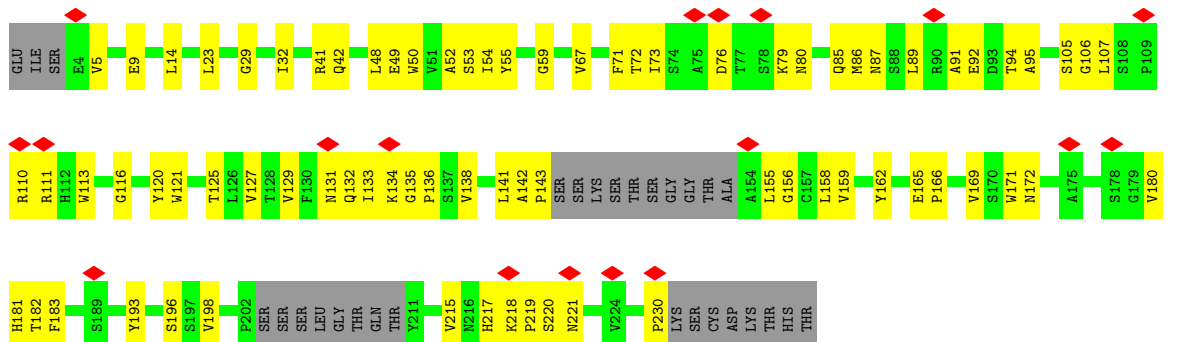 GLU ILE SER E4 V5 E9 L14 L23 G29 I32 R41 Q42 L48 E49 W50 V51 A52 S53 I54 Y55 G59 V67 F71 T72 I73 S74 A75 D76 T77 S78 K79 N80 Q85 M86 N87 S88 L89 R90 A91 E92 D93 T94 A95 S105 G106 L107 S108 P109
R110 R111 H112 W113 G116 Y120 W121 T125 L126 V127 T128 V129 F130 N131 Q132 I133 K134 G135 P136 S137 V138 L141 A142 P143 SER SER LYS SER THR SER GLY GLY THR ALA A154 L155 G156 C157 L158 V159 Y162 E165 P166 V169 S170 W171 N172 A175 S178 G179 V180
H181 T182 F183 S189 Y193 S196 S197 V198 P202 SER SER SER LEU GLY THR GLN THR Y211 V215 N216 H217 K218 P219 S220 N221 V224 P230 LYS SER CYS ASP LYS THR HIS THR